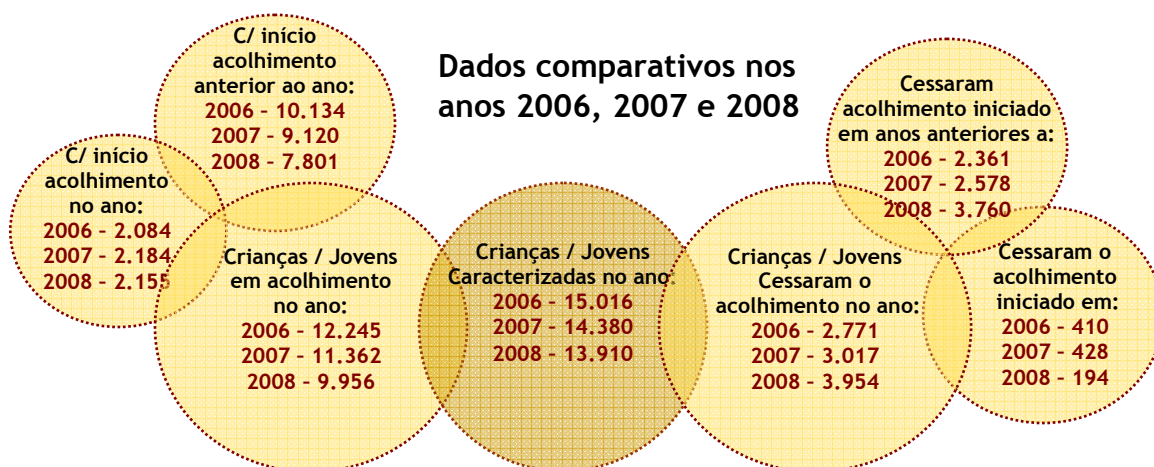 Dados comparativos nos
anos 2006, 2007 e 2008
C/ início
acolhimento
anterior ao ano:
2006 - 10.134
2007 - 9.120
2008 - 7.801
C/ início
acolhimento
no ano:
2006 - 2.084
2007 - 2.184
2008 - 2.155
Crianças / Jovens
em acolhimento
no ano:
2006 - 12.245
2007 - 11.362
2008 - 9.956
Crianças / Jovens
Caracterizadas no ano:
2006 - 15.016
2007 - 14.380
2008 - 13.910
Crianças / Jovens
Cessaram o
acolhimento no ano:
2006 - 2.771
2007 - 3.017
2008 - 3.954
Cessaram
acolhimento iniciado
em anos anteriores a:
2006 - 2.361
2007 - 2.578
2008 - 3.760
Cessaram o
acolhimento
iniciado em:
2006 - 410
2007 - 428
2008 - 194